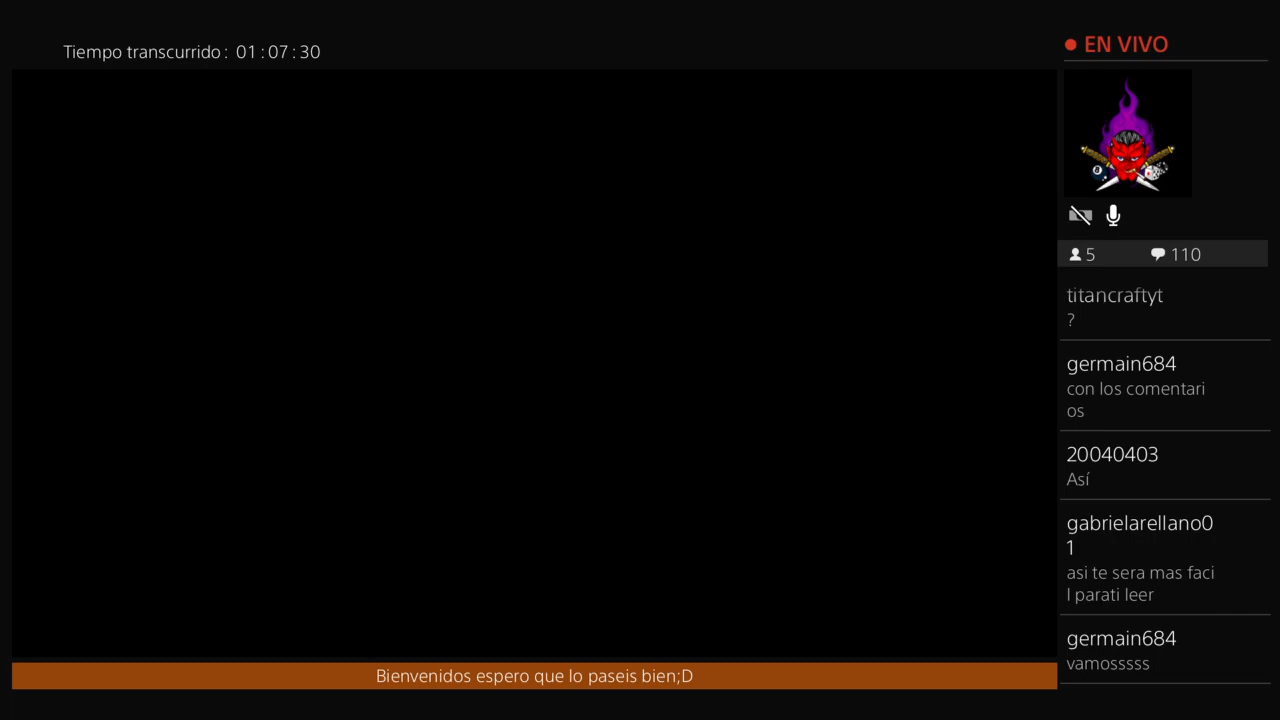 Tiempo transcurrido : 01 : 07 : 30
EN VIVO
5
110
titancraftyt
?
germain684
con los comentari
os
20040403
Así
gabrielarellano0
1
asi te sera mas faci
l parati leer
germain684
vamosssss
Bienvenidos espero que lo paseis bien;D